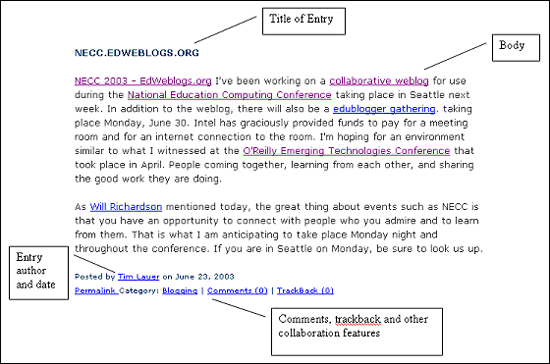 Title of Entry
Body
NECC.EDWEBLOGS.ORG
NECC 2003 - EdWeblogs.org I've been working on a collaborative weblog for use
during the National Education Computing Conference taking place in Seattle next
week. In addition to the weblog, there will also be a edublogger gathering. taking
place Monday, June 30. Intel has graciously provided funds to pay for a meeting
room and for an internet connection to the room. I'm hoping for an environment
similar to what I witnessed at the O'Reilly Emerging Technologies Conference that
took place in April. People coming together, learning from each other, and sharing
the good work they are doing.
As Will Richardson mentioned today, the great thing about events such as NECC is
that you have an opportunity to connect with people who you admire and to learn
from them. That is what I am anticipating to take place Monday night and
throughout the conference. If you are in Seattle on Monday, be sure to look us up.
Entry
author
and date
Posted by Tim Lauer on June 23, 2003
Permalink Category: Blogging | Comments (0) | TrackBack (0)
Comments, trackback and other
collaboration features